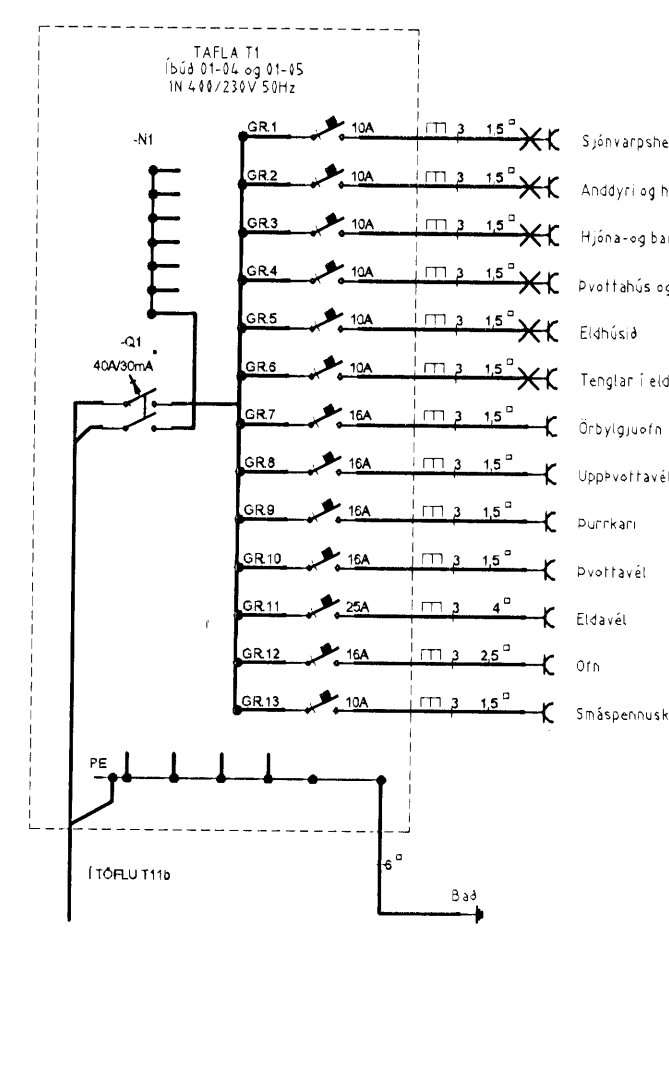 TAFLA T1
Íbúð 01-04 og 01-05
1N 400/230V 50Hz
-N1
GR.1 10A 3 1,5 Sjónvarpshe
GR.2 10A 3 1,5 Anddyri og h
GR.3 10A 3 1,5 Hjóna-og bar
GR.4 10A 3 1,5 Þvottahús og
GR.5 10A 3 1,5 Eldhúsið
GR.6 10A 3 1,5 Tenglar í eld
GR.7 16A 3 1,5 Örbylgjuofn
GR.8 16A 3 1,5 Uppþvottavél
GR.9 16A 3 1,5 Þurrkari
GR.10 16A 3 1,5 Þvottavél
GR.11 25A 3 4 Eldavél
GR.12 16A 3 2,5 Ofn
GR.13 10A 3 1,5 Smáspennusk
-Q1
40A/30mA
PE
Í TÖFLU T11b
6
Bað